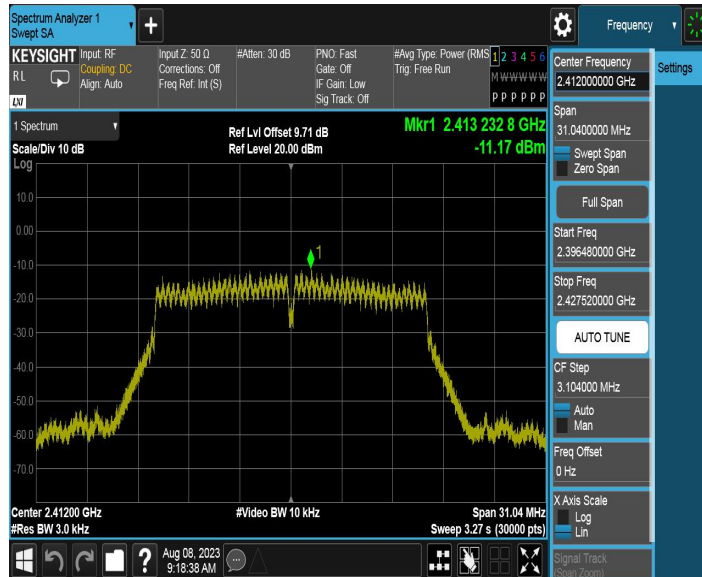 Spectrum Analyzer 1
Swept SA
▼
+
Frequency
▼
KEYSIGHT
RL
LXI
Input: RF
Coupling: DC
Align: Auto
Input Z: 50 Ω
Corrections: Off
Freq Ref: Int (S)
#Atten: 30 dB
PNO: Fast
Gate: Off
IF Gain: Low
Sig Track: Off
#Avg Type: Power (RMS
Trig: Free Run
1 2 3 4 5 6
M W W W W W
P P P P P P
1 Spectrum
▼
Scale/Div 10 dB
Ref Lvl Offset 9.71 dB
Ref Level 20.00 dBm
Mkr1 2.413 232 8 GHz
-11.17 dBm
Log
10.0
0.00
-10.0
-20.0
-30.0
-40.0
-50.0
-60.0
-70.0
1
Center 2.41200 GHz
#Res BW 3.0 kHz
#Video BW 10 kHz
Span 31.04 MHz
Sweep 3.27 s (30000 pts)
?
Aug 08, 2023
9:18:38 AM
Center Frequency
2.412000000 GHz
Settings
Span
31.0400000 MHz
Swept Span
Zero Span
Full Span
Start Freq
2.396480000 GHz
Stop Freq
2.427520000 GHz
AUTO TUNE
CF Step
3.104000 MHz
Auto
Man
Freq Offset
0 Hz
X Axis Scale
Log
Lin
Signal Track
(Span Zoom)